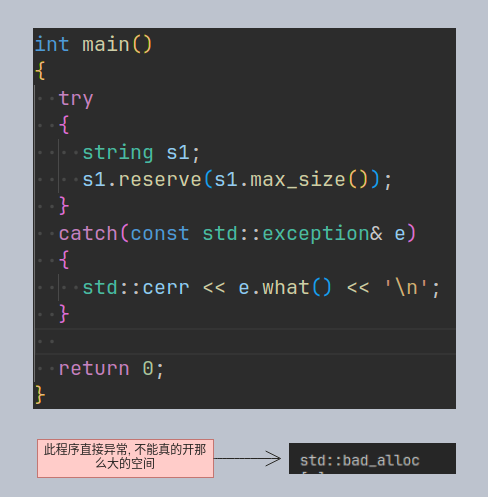 int main()
{
try
{
string s1;
s1.reserve(s1.max_size());
}
catch(const std::exception& e)
{
std::cerr << e.what() << '\n';
}
return 0;
}
此程序直接异常, 不能真的开那
么大的空间
std::bad_alloc